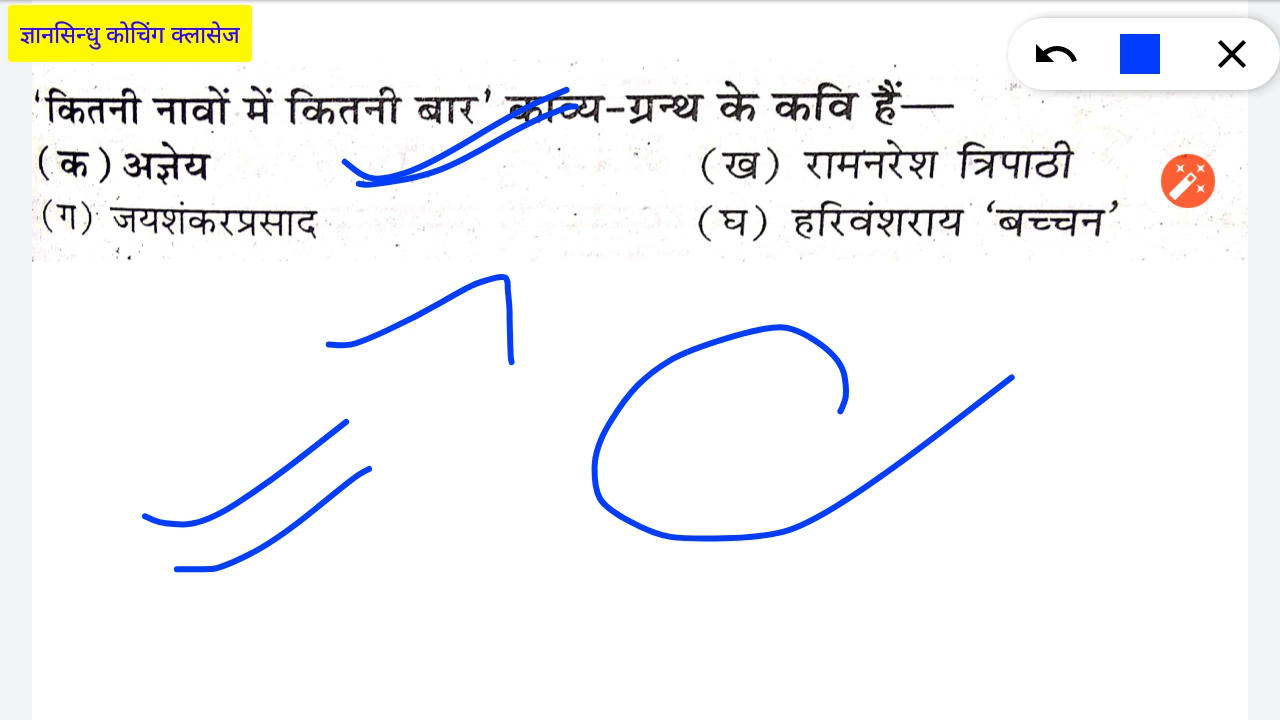 ज्ञानसिन्धु कोचिंग क्लासेज
‘कितनी नावों में कितनी बार’ काव्य-ग्रन्थ के कवि हैं—
(क) अज्ञेय (ख) रामनरेश त्रिपाठी
(ग) जयशंकरप्रसाद (घ) हरिवंशराय ‘बच्चन’